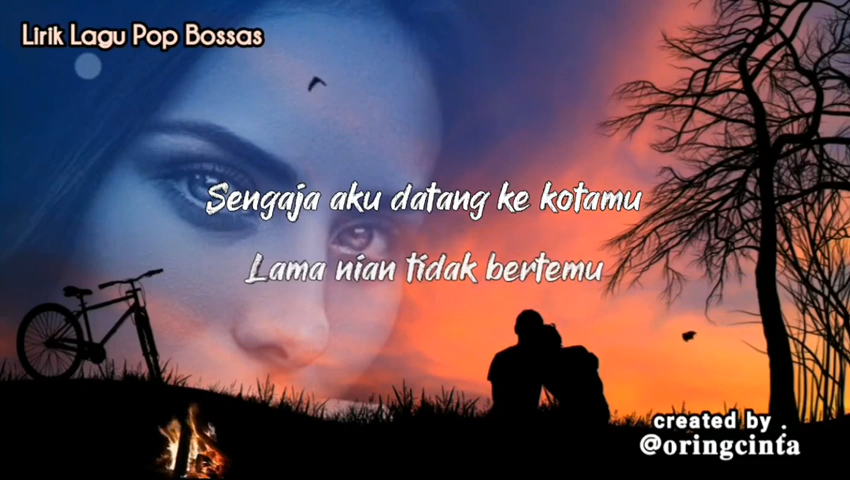 Lirik Lagu Pop Bossas
Sengaja aku datang ke kotamu
Lama nian tidak bertemu
created by .
@oringcinta